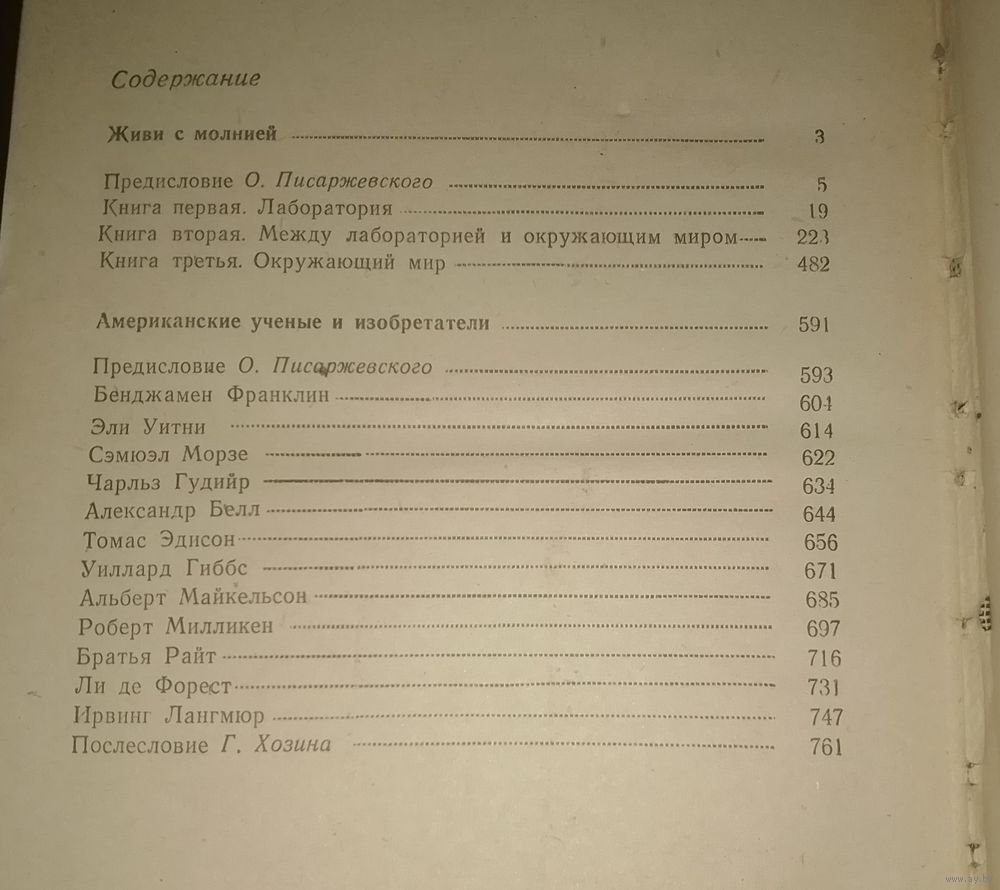 Содержание
Живи с молнией 3
Предисловие О. Писаржевского 5
Книга первая. Лаборатория 19
Книга вторая. Между лабораторией и окружающим миром 223
Книга третья. Окружающий мир 482
Американские ученые и изобретатели 591
Предисловие О. Писаржевского 593
Бенджамен Франклин 604
Эли Уитни 614
Сэмюэл Морзе 622
Чарльз Гудийр 634
Александр Белл 644
Томас Эдисон 656
Уиллард Гиббс 671
Альберт Майкельсон 685
Роберт Милликен 697
Братья Райт 716
Ли де Форест 731
Ирвинг Лангмюр 747
Послесловие Г. Хозина 761